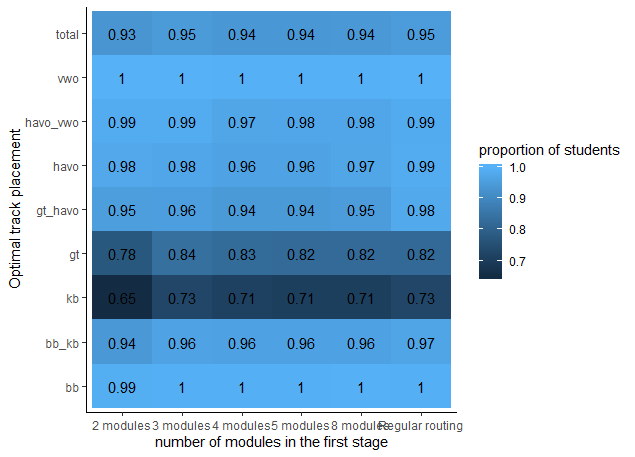 Optimal track placement
total 0.93 0.95 0.94 0.94 0.94 0.95
vwo 1 1 1 1 1 1
havo_vwo 0.99 0.99 0.97 0.98 0.98 0.99
havo 0.98 0.98 0.96 0.96 0.97 0.99
gt_havo 0.95 0.96 0.94 0.94 0.95 0.98
gt 0.78 0.84 0.83 0.82 0.82 0.82
kb 0.65 0.73 0.71 0.71 0.71 0.73
bb_kb 0.94 0.96 0.96 0.96 0.96 0.97
bb 0.99 1 1 1 1 1
2 modules 3 modules 4 modules 5 modules 8 modules Regular routing
number of modules in the first stage
proportion of students
1.0
0.9
0.8
0.7